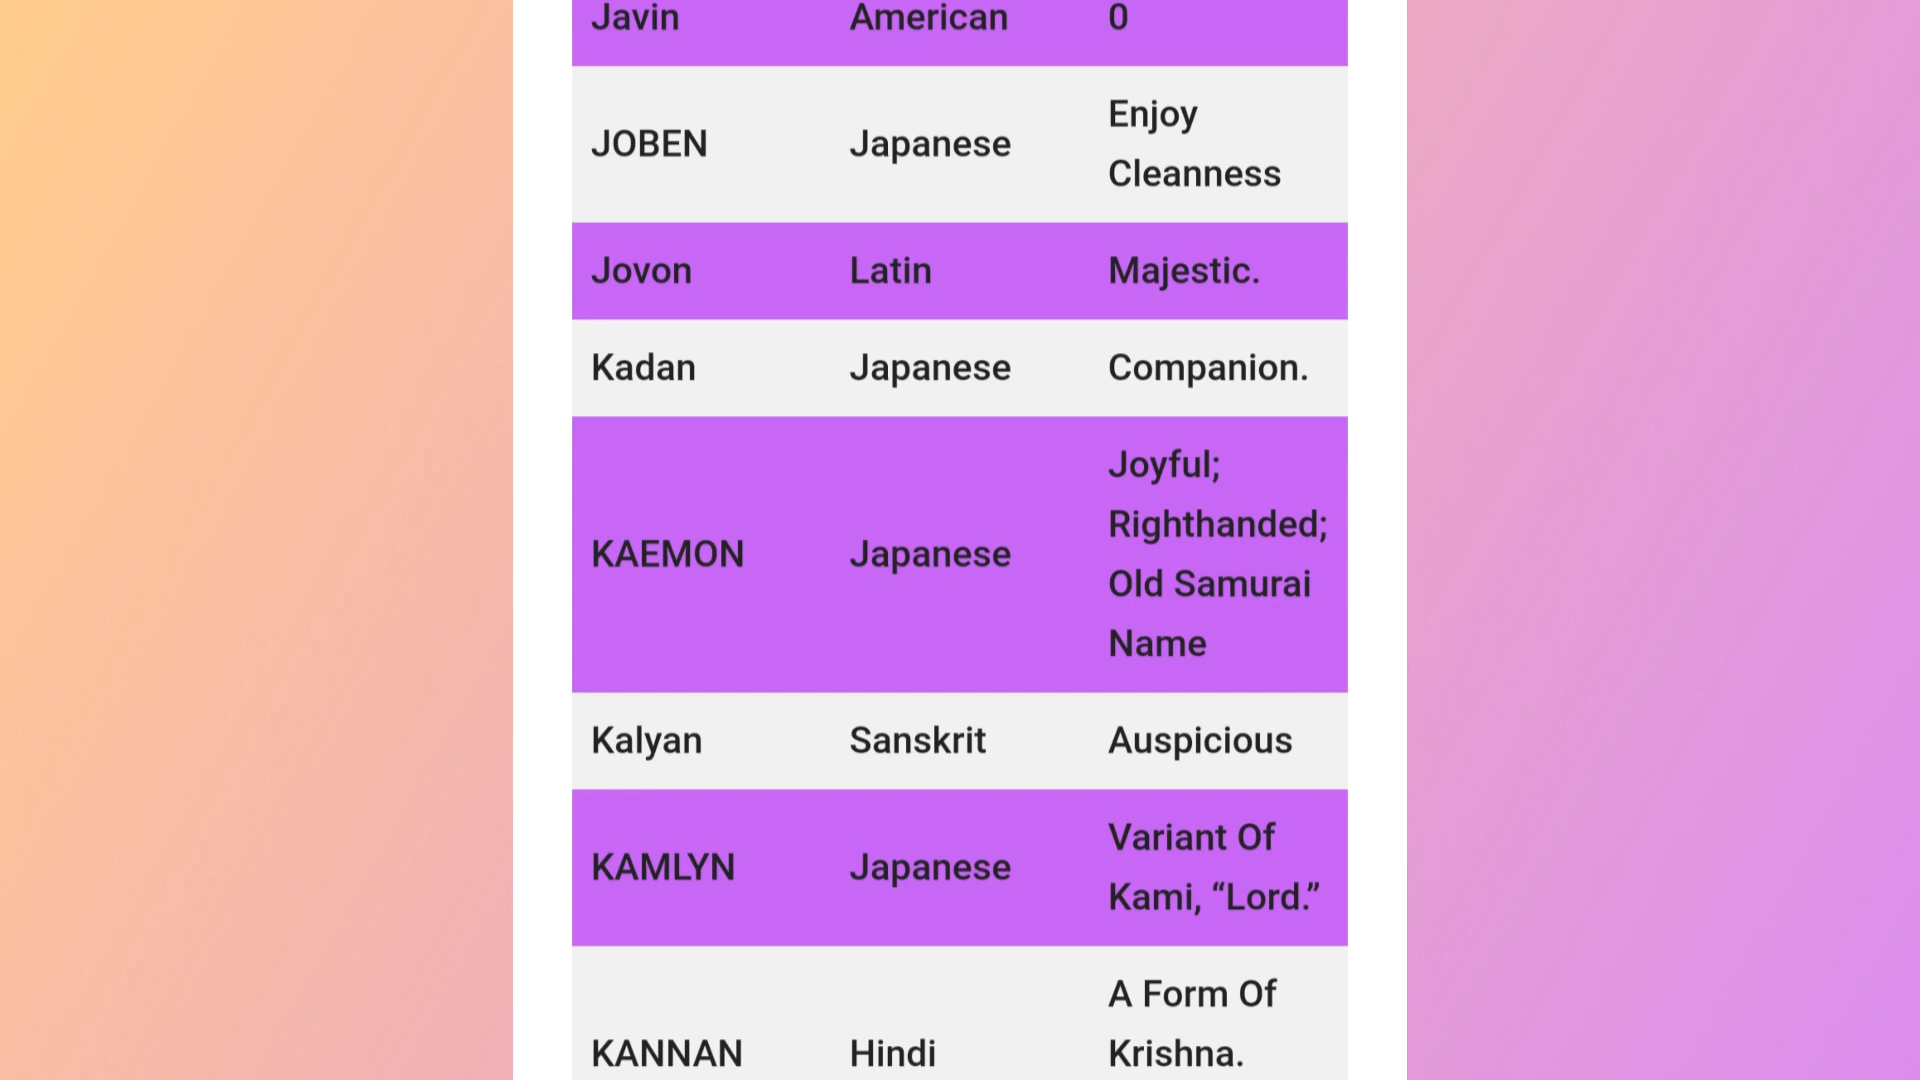 Javin American 0
JOBEN Japanese Enjoy
Cleanness
Jovon Latin Majestic.
Kadan Japanese Companion.
KAEMON Japanese Joyful;
Righthanded;
Old Samurai
Name
Kalyan Sanskrit Auspicious
KAMLYN Japanese Variant Of
Kami, “Lord.”
KANNAN Hindi A Form Of
Krishna.